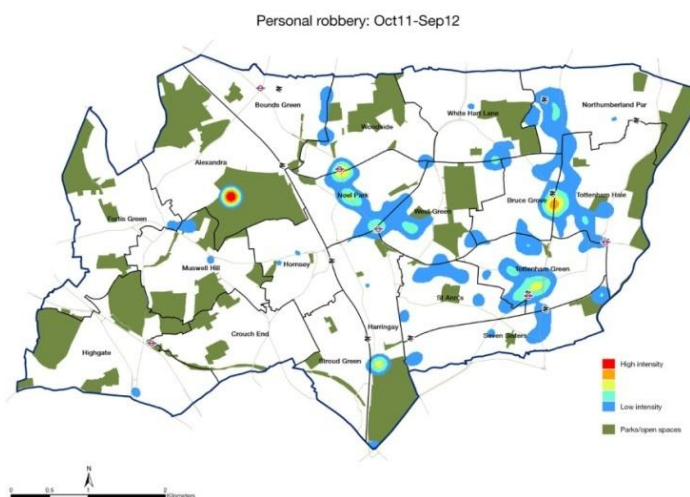 Personal robbery: Oct11-Sep12
Bounds Green
Woodside
White Hart Lane
Northumberland Par
Alexandra
Noel Park
West Green
Bruce Grove
Tottenham Hale
Fortis Green
Muswell Hill
Hornsey
Tottenham Green
St Ann's
Crouch End
Harringay
Seven Sisters
Highgate
Stroud Green
High intensity
Low intensity
Parks/open spaces
N
0 0.5 1 2
Kilometers